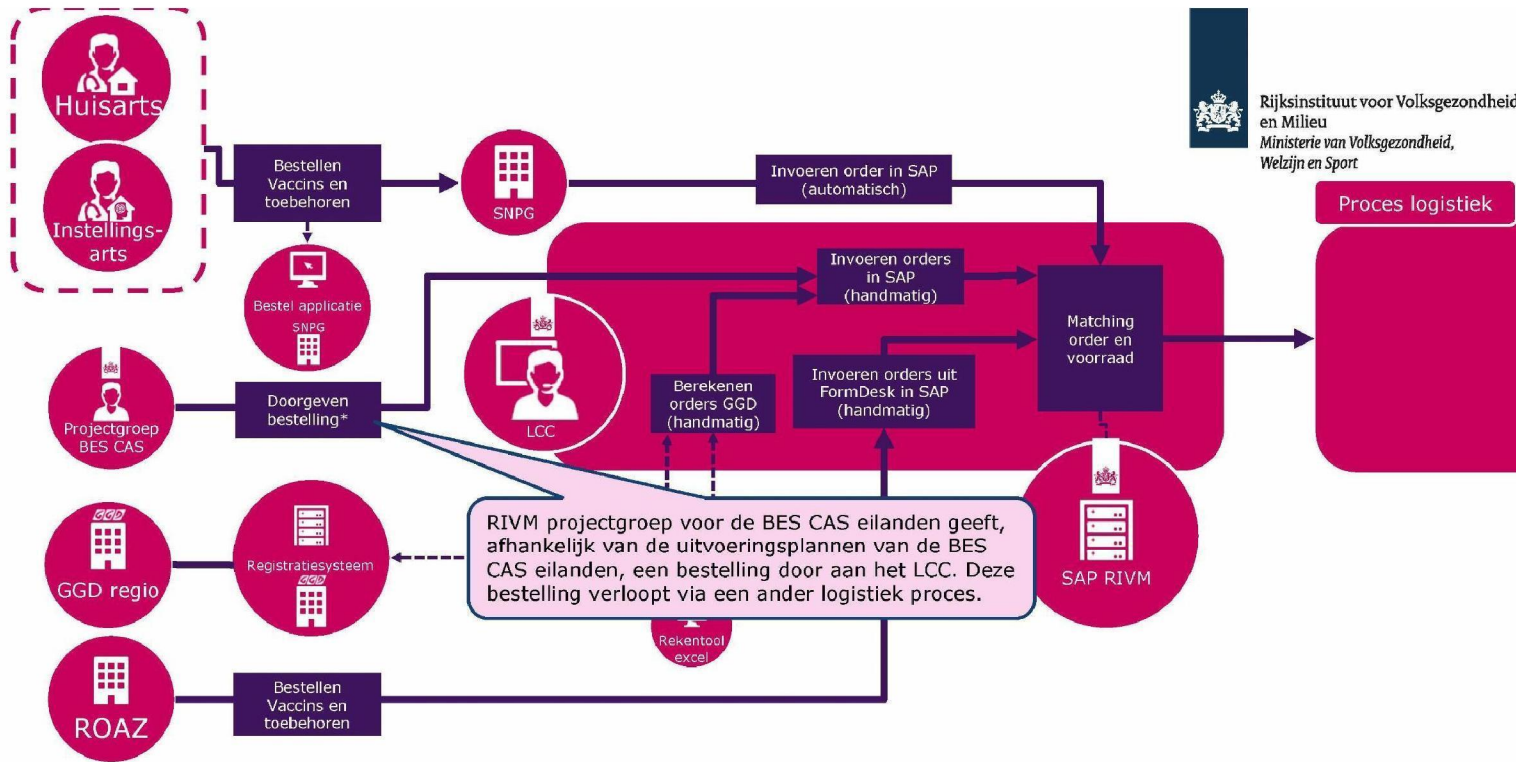 Huisarts
Instellings-
arts
Bestellen
Vaccins en
toebehoren
SNPG
Invoeren order in SAP
(automatisch)
Rijksinstituut voor Volksgezondheid
en Milieu
Ministerie van Volksgezondheid,
Welzijn en Sport
Proces logistiek
Bestel applicatie
SNPG
Invoeren orders
in SAP
(handmatig)
Matching
order en
voorraad
LCC
Berekenen
orders GGD
(handmatig)
Invoeren orders uit
FormDesk in SAP
(handmatig)
Projectgroep
BES CAS
Doorgeven
bestelling*
RIVM projectgroep voor de BES CAS eilanden geeft,
afhankelijk van de uitvoeringsplannen van de BES
CAS eilanden, een bestelling door aan het LCC. Deze
bestelling verloopt via een ander logistiek proces.
SAP RIVM
GGD
GGD regio
Registratiesysteem
GGD
Rekentool
excel
ROAZ
Bestellen
Vaccins en
toebehoren